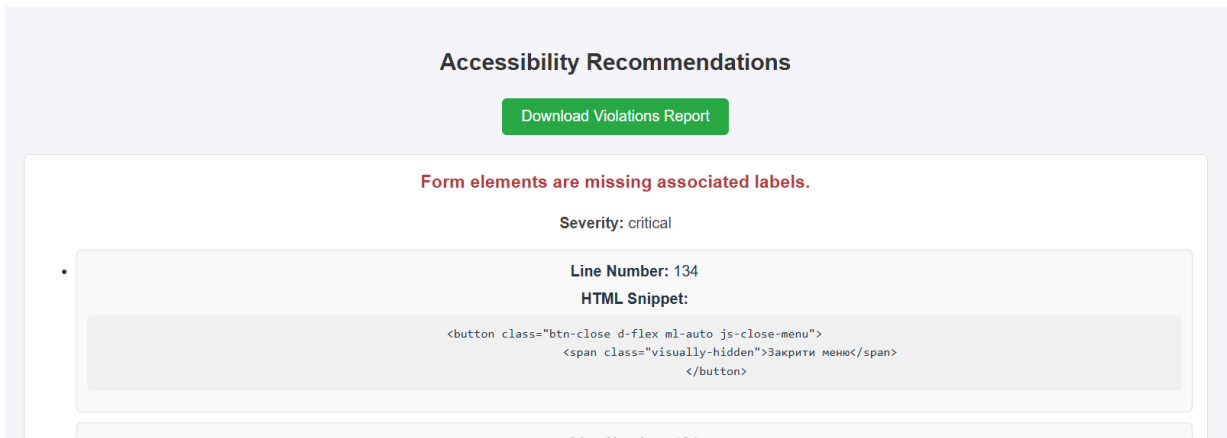 Accessibility Recommendations
Download Violations Report
Form elements are missing associated labels.
Severity: critical
Line Number: 134
HTML Snippet:
<button class="btn-close d-flex ml-auto js-close-menu">
<span class="visually-hidden">Закрити меню</span>
</button>